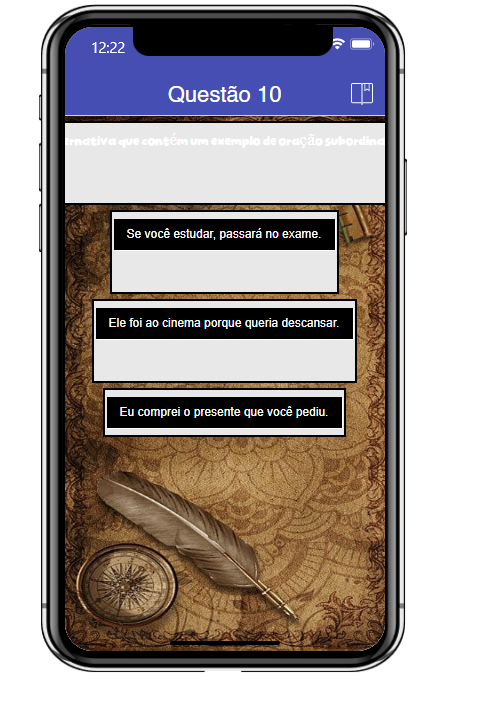 12:22
Questão 10
ernativa que contém um exemplo de oração subordina
Se você estudar, passará no exame.
Ele foi ao cinema porque queria descansar.
Eu comprei o presente que você pediu.